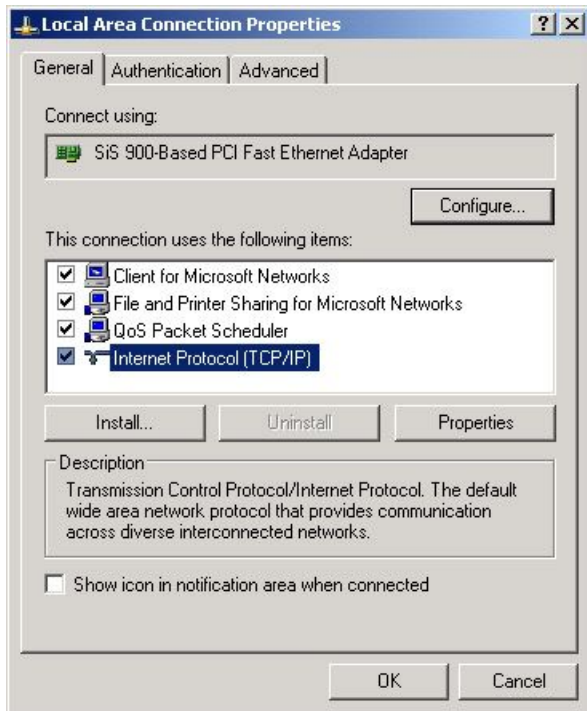 Local Area Connection Properties
General Authentication Advanced
Connect using:
SiS 900-Based PCI Fast Ethernet Adapter
Configure...
This connection uses the following items:
Client for Microsoft Networks
File and Printer Sharing for Microsoft Networks
QoS Packet Scheduler
Internet Protocol (TCP/IP)
Install... Uninstall Properties
Description
Transmission Control Protocol/Internet Protocol. The default
wide area network protocol that provides communication
across diverse interconnected networks.
Show icon in notification area when connected
OK Cancel